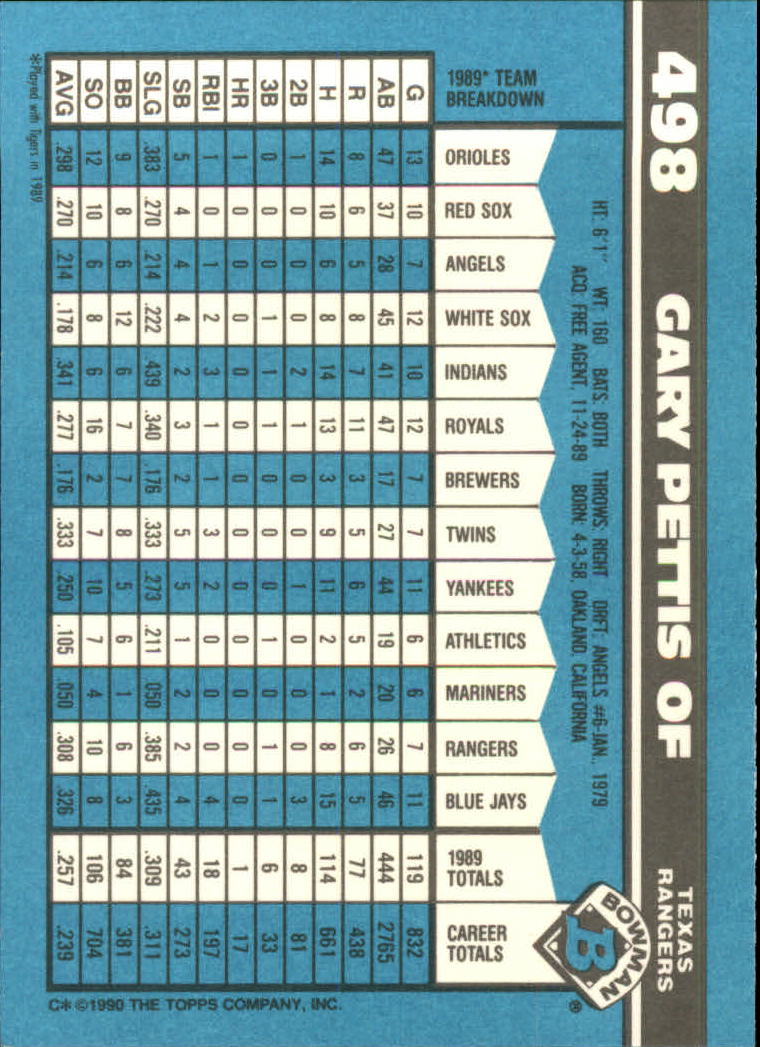 498 GARY PETTIS OF TEXAS RANGERS
HT: 6'1" WT: 160 BATS: BOTH THROWS: RIGHT DRFT: ANGELS #6-JAN., 1979
ACQ: FREE AGENT, 11-24-89 BORN: 4-3-58, OAKLAND, CALIFORNIA
BOWMAN
B
®
1989* TEAM BREAKDOWN ORIOLES RED SOX ANGELS WHITE SOX INDIANS ROYALS BREWERS TWINS YANKEES ATHLETICS MARINERS RANGERS BLUE JAYS 1989 TOTALS CAREER TOTALS
G 13 10 7 12 10 12 7 7 11 6 6 7 11 119 832
AB 47 37 28 45 41 47 17 27 44 19 20 26 46 444 2765
R 8 6 5 8 7 11 3 5 6 5 2 6 5 77 438
H 14 10 6 8 14 13 3 9 11 2 1 8 15 114 661
2B 1 0 0 0 2 1 0 0 1 0 0 0 3 8 81
3B 0 0 0 1 1 1 0 0 0 1 0 1 1 6 33
HR 1 0 0 0 0 0 0 0 0 0 0 0 0 1 17
RBI 1 0 1 2 3 1 1 3 2 0 0 0 4 18 197
SB 5 4 4 4 2 3 2 5 5 1 2 2 4 43 273
SLG .383 .270 .214 .222 .439 .340 .176 .333 .273 .211 .050 .385 .435 .309 .311
BB 9 8 6 12 6 7 7 8 5 6 1 6 3 84 381
SO 12 10 6 8 6 16 2 7 10 7 4 10 8 106 704
AVG .298 .270 .214 .178 .341 .277 .176 .333 .250 .105 .050 .308 .326 .257 .239
*Played with Tigers in 1989
C* ©1990 THE TOPPS COMPANY, INC.